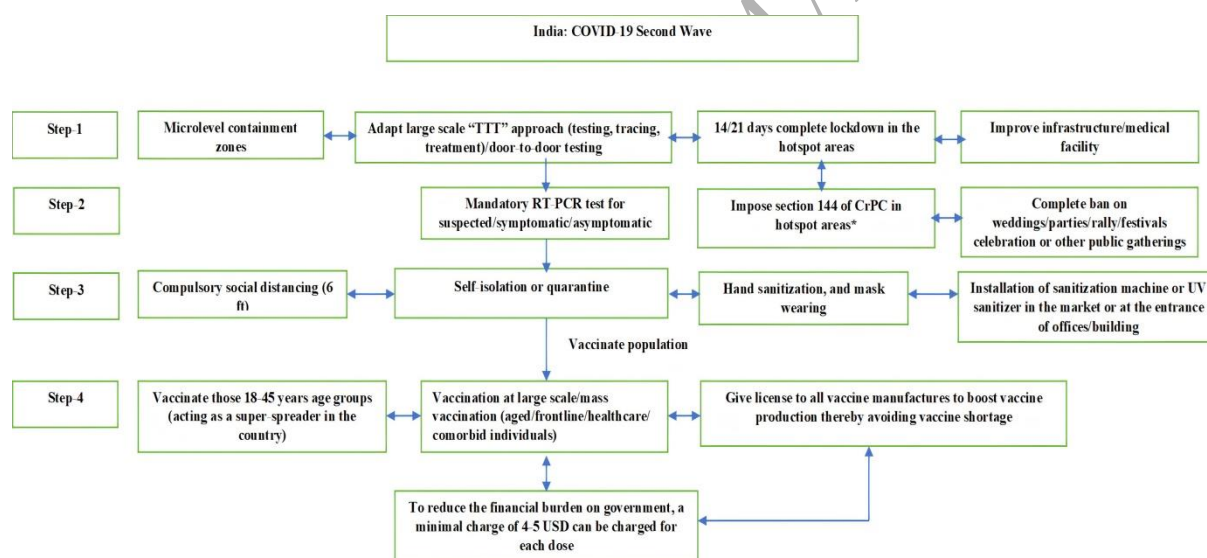 India: COVID-19 Second Wave
Step-1
Microlevel containment
zones
Adapt large scale “TTT” approach (testing, tracing,
treatment)/door-to-door testing
14/21 days complete lockdown in the
hotspot areas
Improve infrastructure/medical
facility
Step-2
Mandatory RT-PCR test for
suspected/symptomatic/asymptomatic
Impose section 144 of CrPC in
hotspot areas*
Complete ban on
weddings/parties/rally/festivals
celebration or other public gatherings
Step-3
Compulsory social distancing (6
ft)
Self-isolation or quarantine
Hand sanitization, and mask
wearing
Installation of sanitization machine or UV
sanitizer in the market or at the entrance
of offices/building
Vaccinate population
Step-4
Vaccinate those 18-45 years age groups
(acting as a super-spreader in the
country)
Vaccination at large scale/mass
vaccination (aged/frontline/healthcare/
comorbid individuals)
Give license to all vaccine manufactures to boost vaccine
production thereby avoiding vaccine shortage
To reduce the financial burden on government, a
minimal charge of 4-5 USD can be charged for
each dose